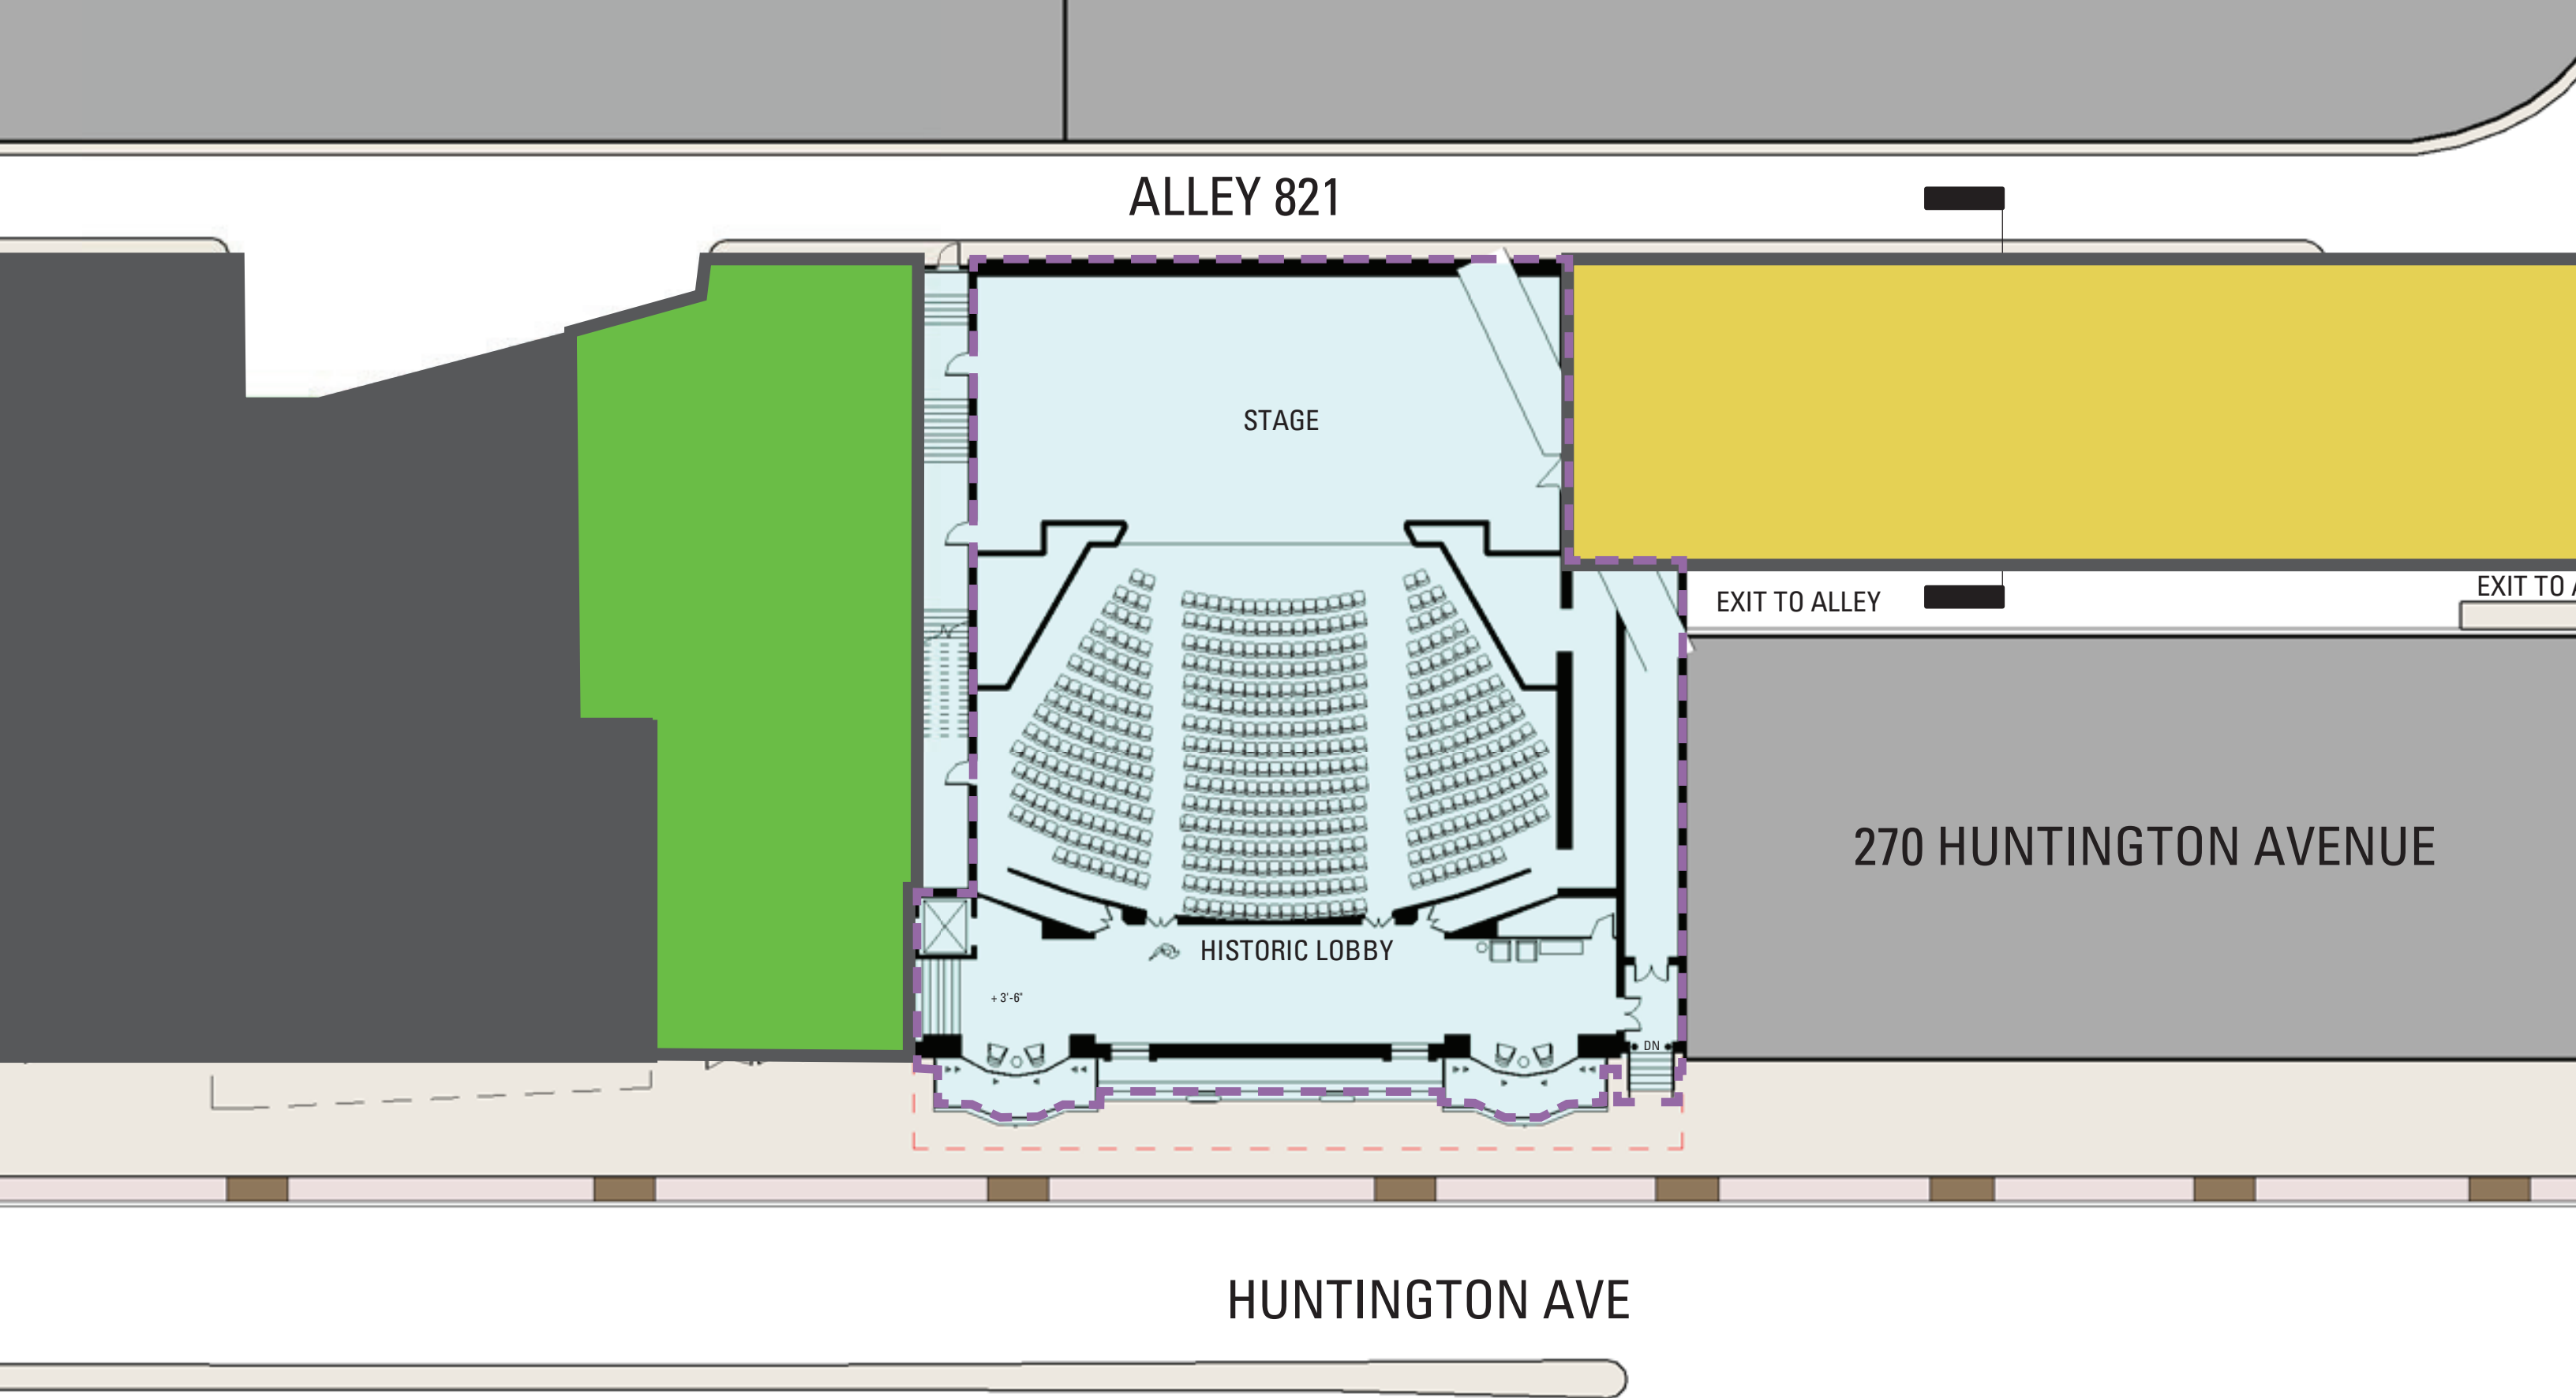 ALLEY 821
STAGE
EXIT TO ALLEY
EXIT TO A
270 HUNTINGTON AVENUE
HISTORIC LOBBY
+ 3'-6"
DN
HUNTINGTON AVE